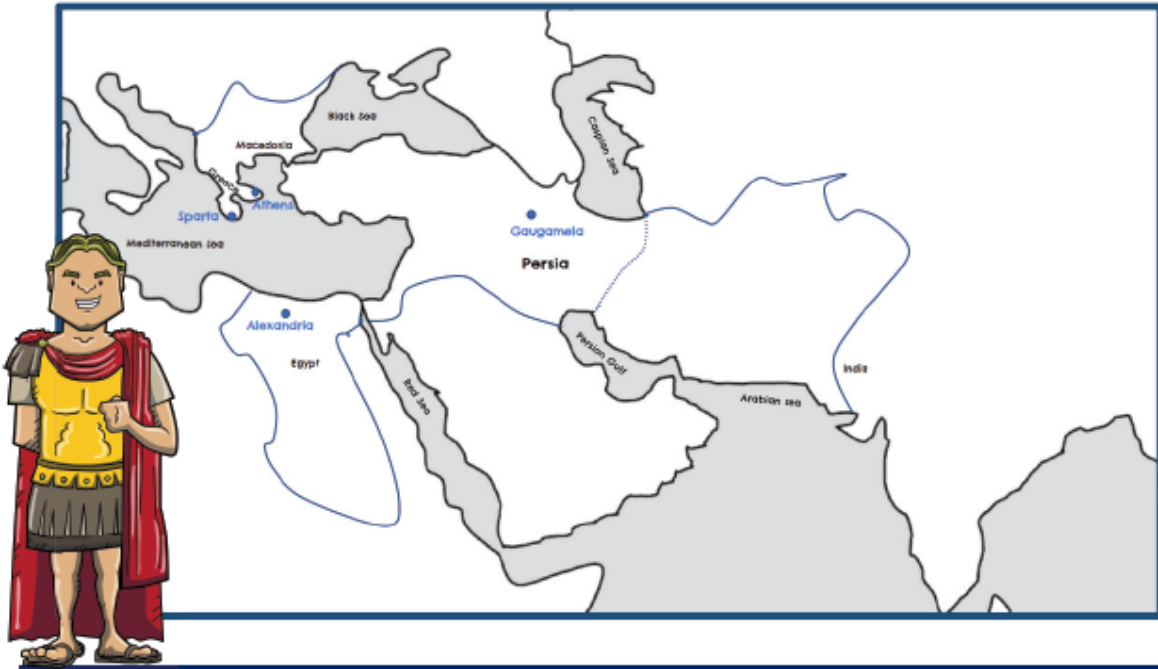 Black Sea
Caspian Sea
Macedonia
Greece
Athens
Sparta
Mediterranean Sea
Gaugamela
Persia
Alexandria
Egypt
Persian Gulf
Red Sea
India
Arabian sea